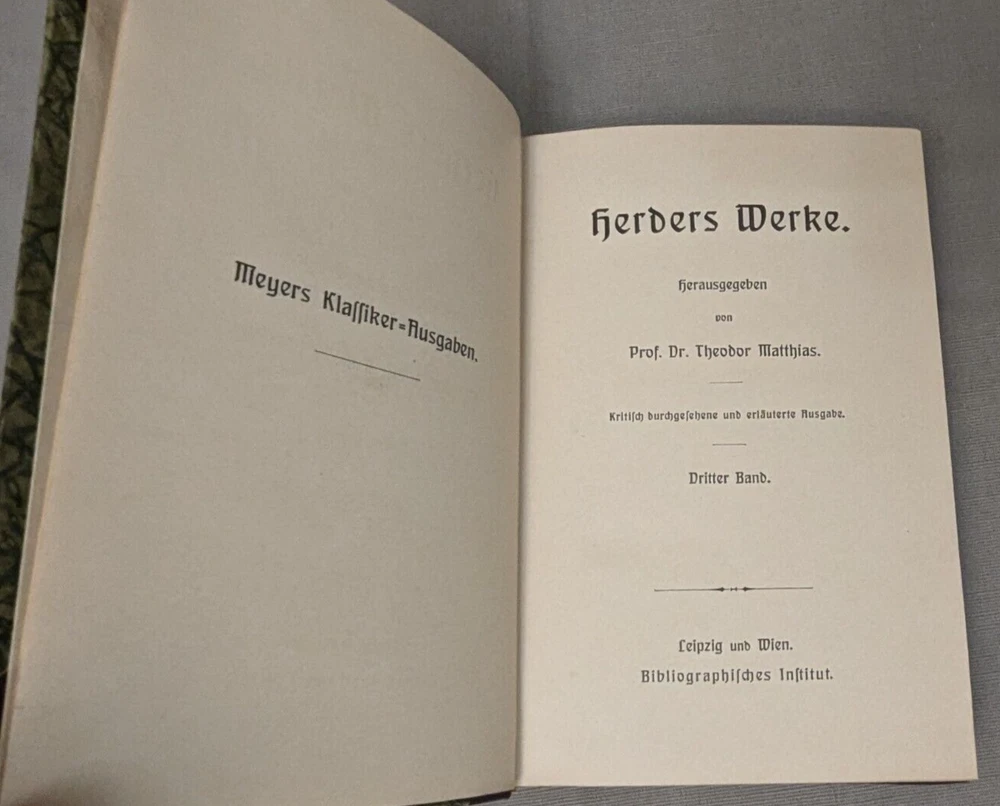 Meyers Klaſſiker=Ausgaben.
Herders Werke.
Herausgegeben
von
Prof. Dr. Theodor Matthias.
Kritiſch durchgeſehene und erläuterte Ausgabe.
Dritter Band.
Leipzig und Wien.
Bibliographiſches Inſtitut.